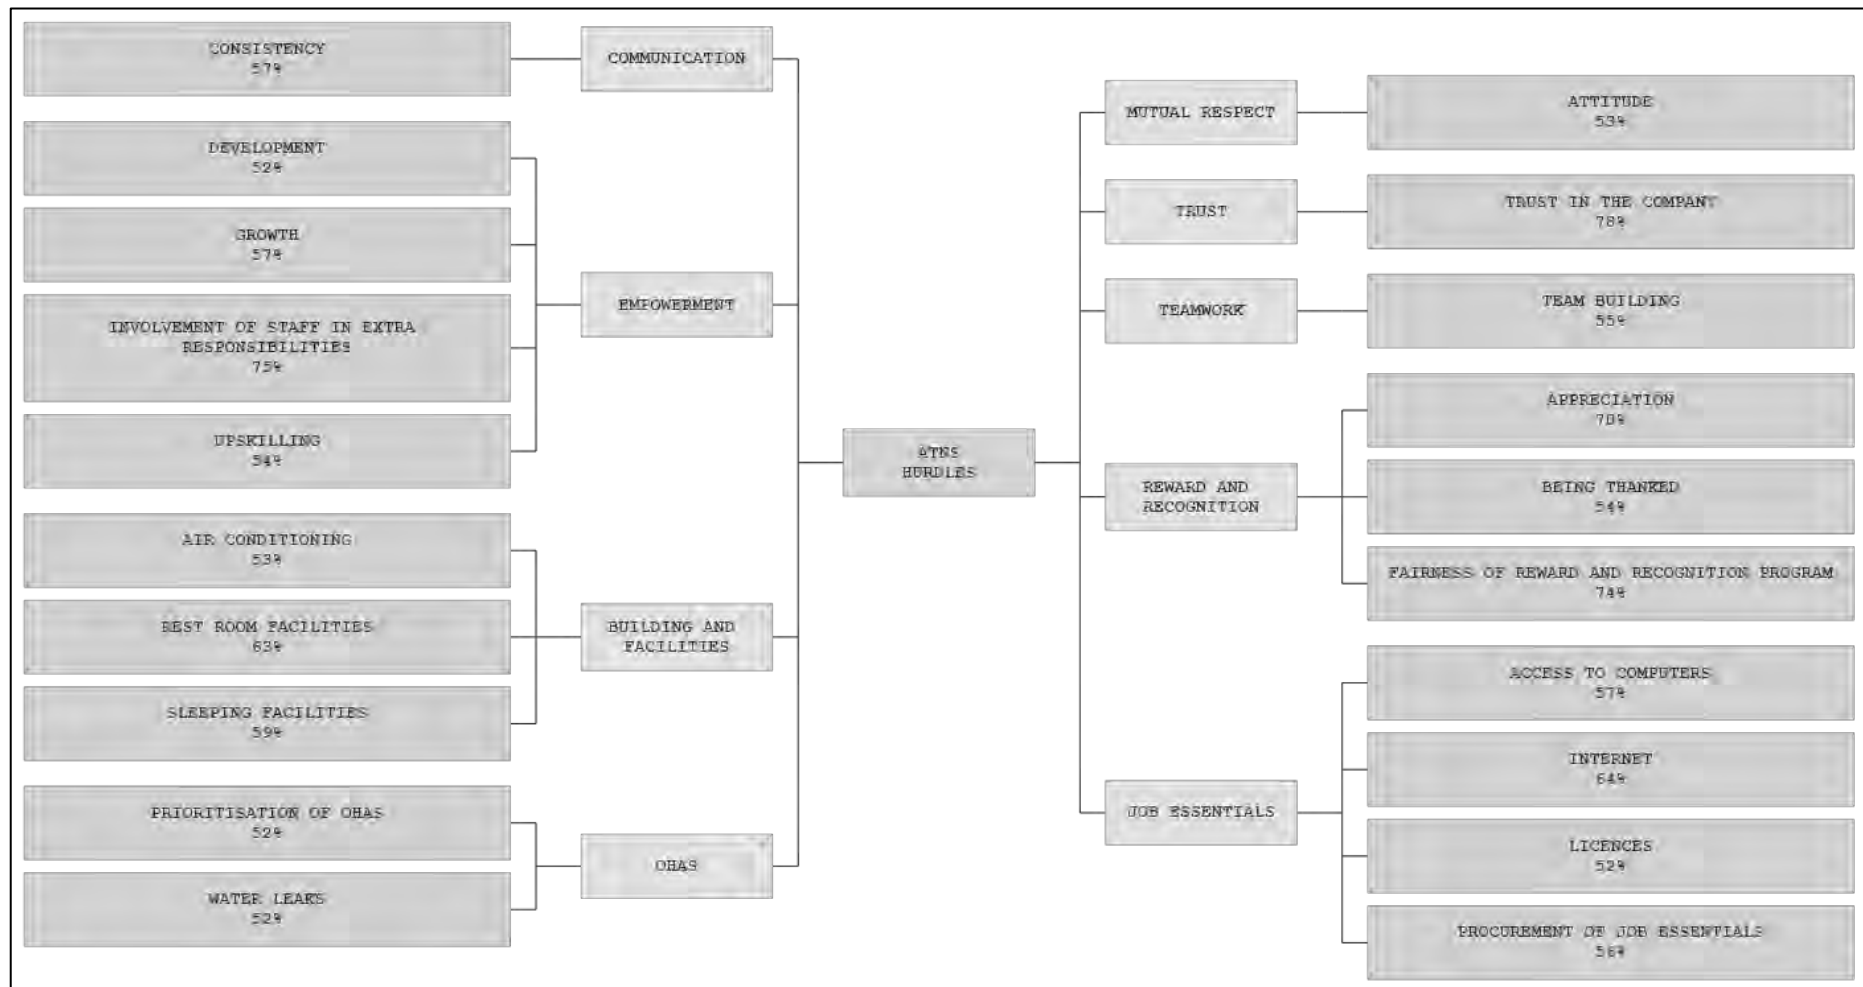 CONSISTENCY
57%
COMMUNICATION
DEVELOPMENT
52%
GROWTH
57%
INVOLVEMENT OF STAFF IN EXTRA
RESPONSIBILITIES
75%
UPSKILLING
54%
EMPOWERMENT
AIR CONDITIONING
53%
REST ROOM FACILITIES
63%
SLEEPING FACILITIES
59%
BUILDING AND
FACILITIES
PRIORITISATION OF OHAS
52%
WATER LEAKS
52%
OHAS
ATNS
HURDLES
MUTUAL RESPECT
ATTITUDE
53%
TRUST
TRUST IN THE COMPANY
78%
TEAMWORK
TEAM BUILDING
55%
REWARD AND
RECOGNITION
APPRECIATION
70%
BEING THANKED
54%
FAIRNESS OF REWARD AND RECOGNITION PROGRAM
74%
JOB ESSENTIALS
ACCESS TO COMPUTERS
57%
INTERNET
64%
LICENCES
52%
PROCUREMENT OF JOB ESSENTIALS
56%